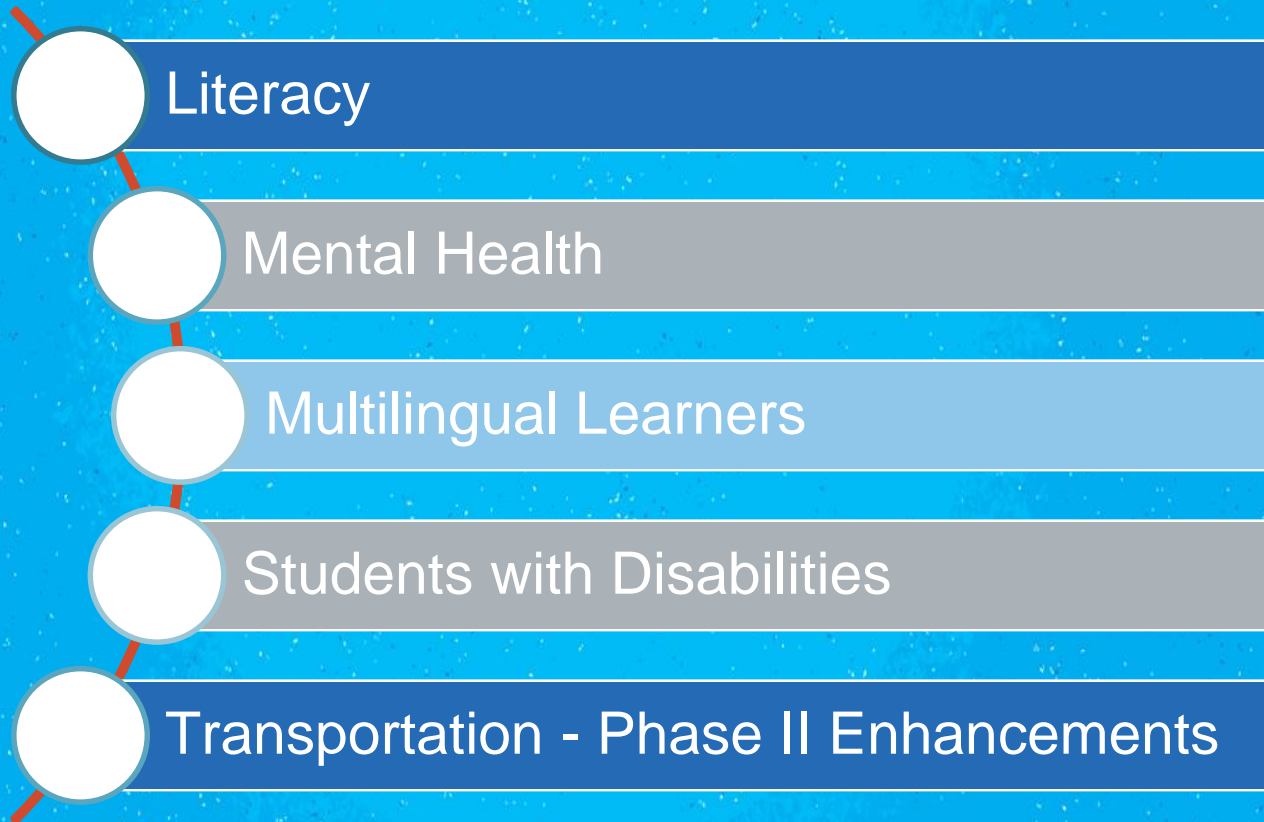 Literacy
Mental Health
Multilingual Learners
Students with Disabilities
Transportation - Phase II Enhancements